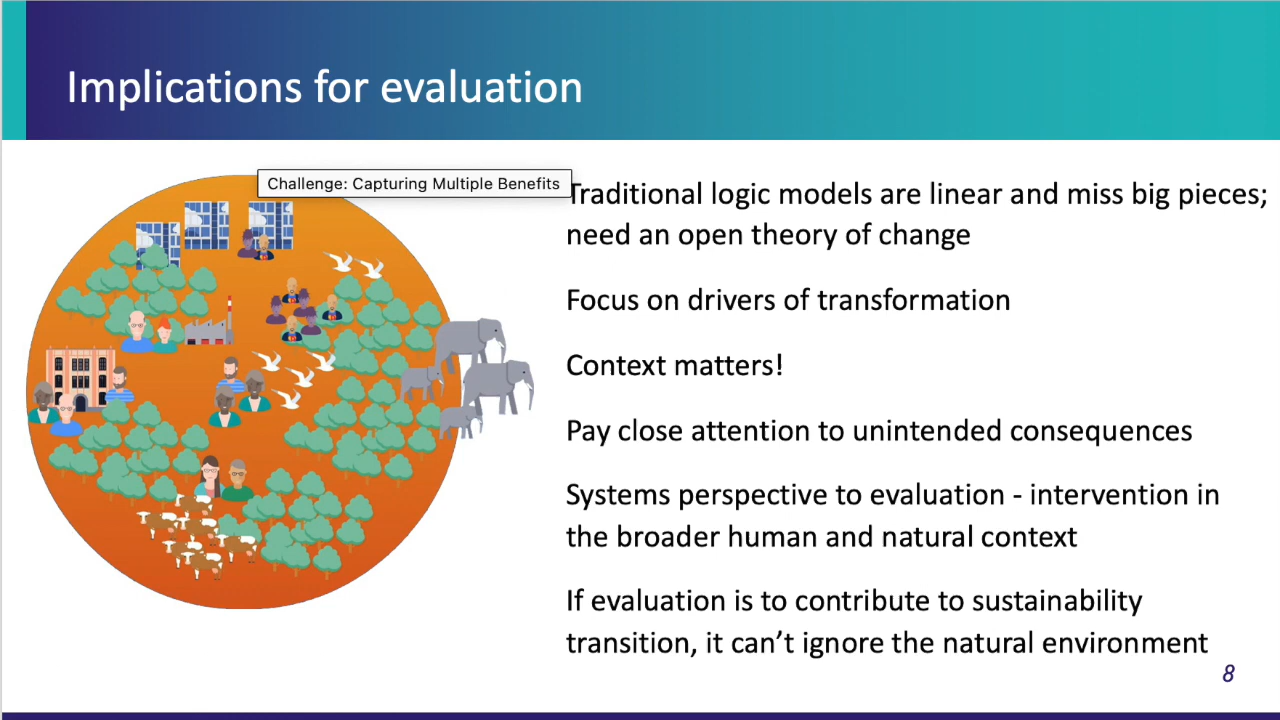 Implications for evaluation
Challenge: Capturing Multiple Benefits
Traditional logic models are linear and miss big pieces;
need an open theory of change
Focus on drivers of transformation
Context matters!
Pay close attention to unintended consequences
Systems perspective to evaluation - intervention in
the broader human and natural context
If evaluation is to contribute to sustainability
transition, it can’t ignore the natural environment
8